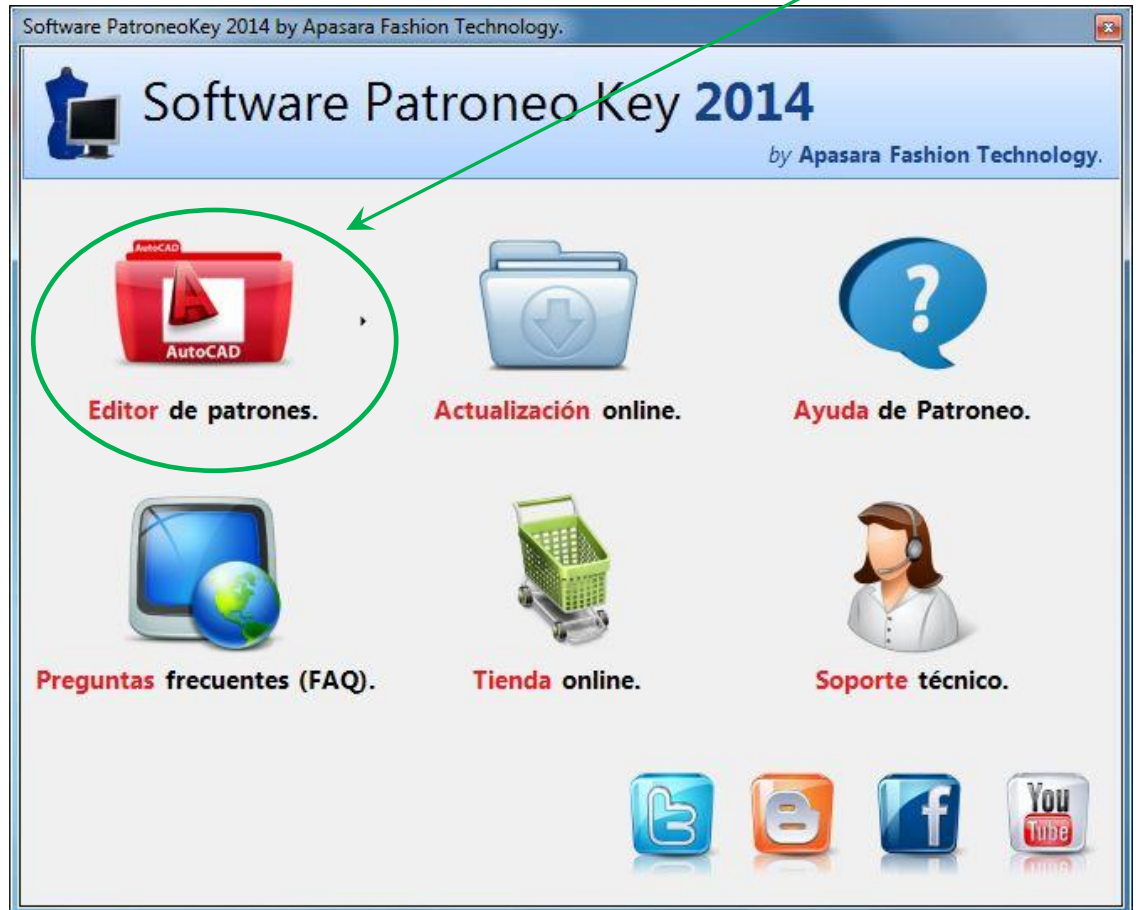 Software PatroneoKey 2014 by Apasara Fashion Technology.
Software Patroneo Key 2014
by Apasara Fashion Technology.
AutoCAD
AutoCAD
Editor de patrones.
Actualización online.
?
Ayuda de Patroneo.
Preguntas frecuentes (FAQ).
Tienda online.
Soporte técnico.
You
Tube